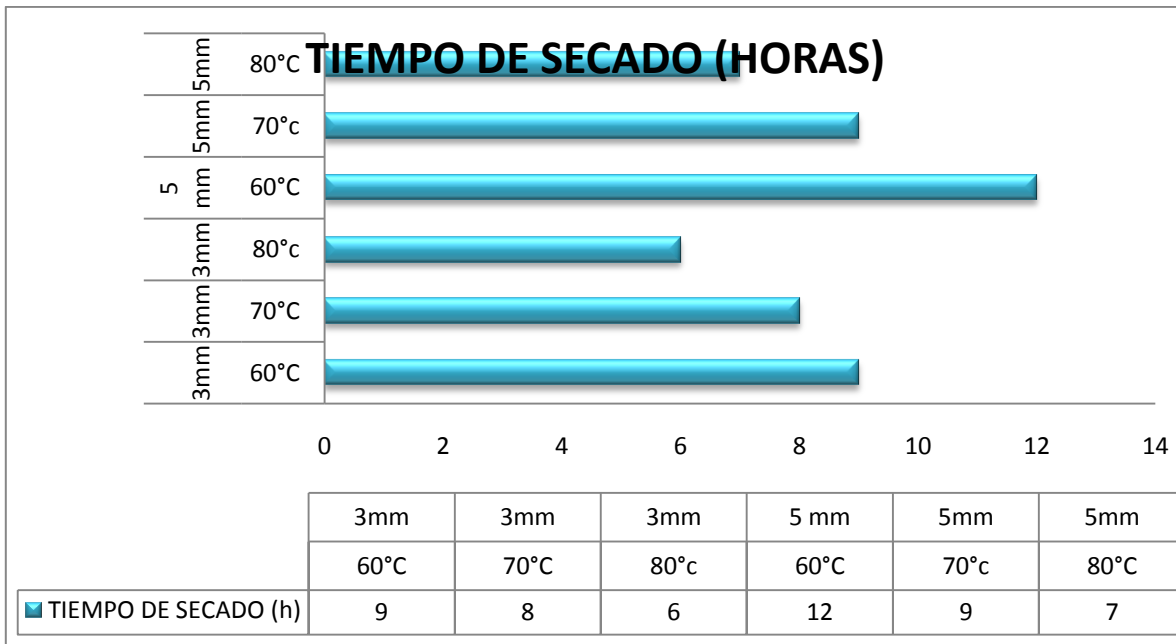 TIEMPO DE SECADO (HORAS)
5mm 80°C
5mm 70°c
5 mm 60°C
3mm 80°c
3mm 70°C
3mm 60°C
0 2 4 6 8 10 12 14
3mm 3mm 3mm 5 mm 5mm 5mm
60°C 70°C 80°c 60°C 70°c 80°C
TIEMPO DE SECADO (h) 9 8 6 12 9 7